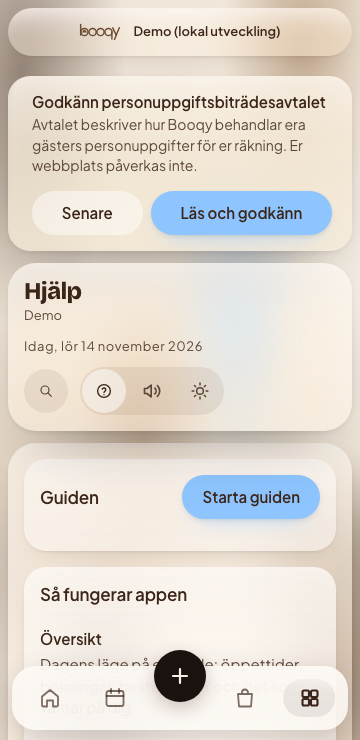 booqy Demo (lokal utveckling)
Godkänn personuppgiftsbiträdesavtalet
Avtalet beskriver hur Booqy behandlar era
gästers personuppgifter för er räkning. Er
webbplats påverkas inte.
Senare
Läs och godkänn
Hjälp
Demo
Idag, lör 14 november 2026
Guiden
Starta guiden
Så fungerar appen
Översikt
Dagens läge på
öppettider,